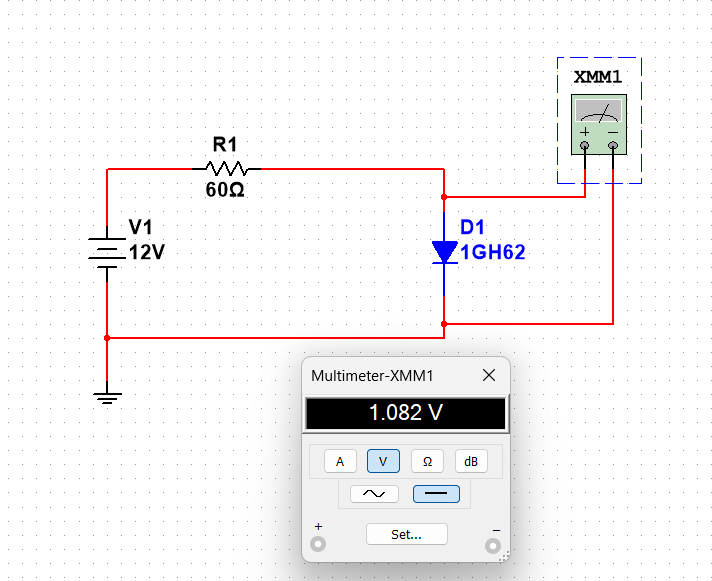 XMM1
+ −
R1
60Ω
V1
12V
D1
1GH62
Multimeter-XMM1
1.082 V
A V Ω dB
+ −
Set...